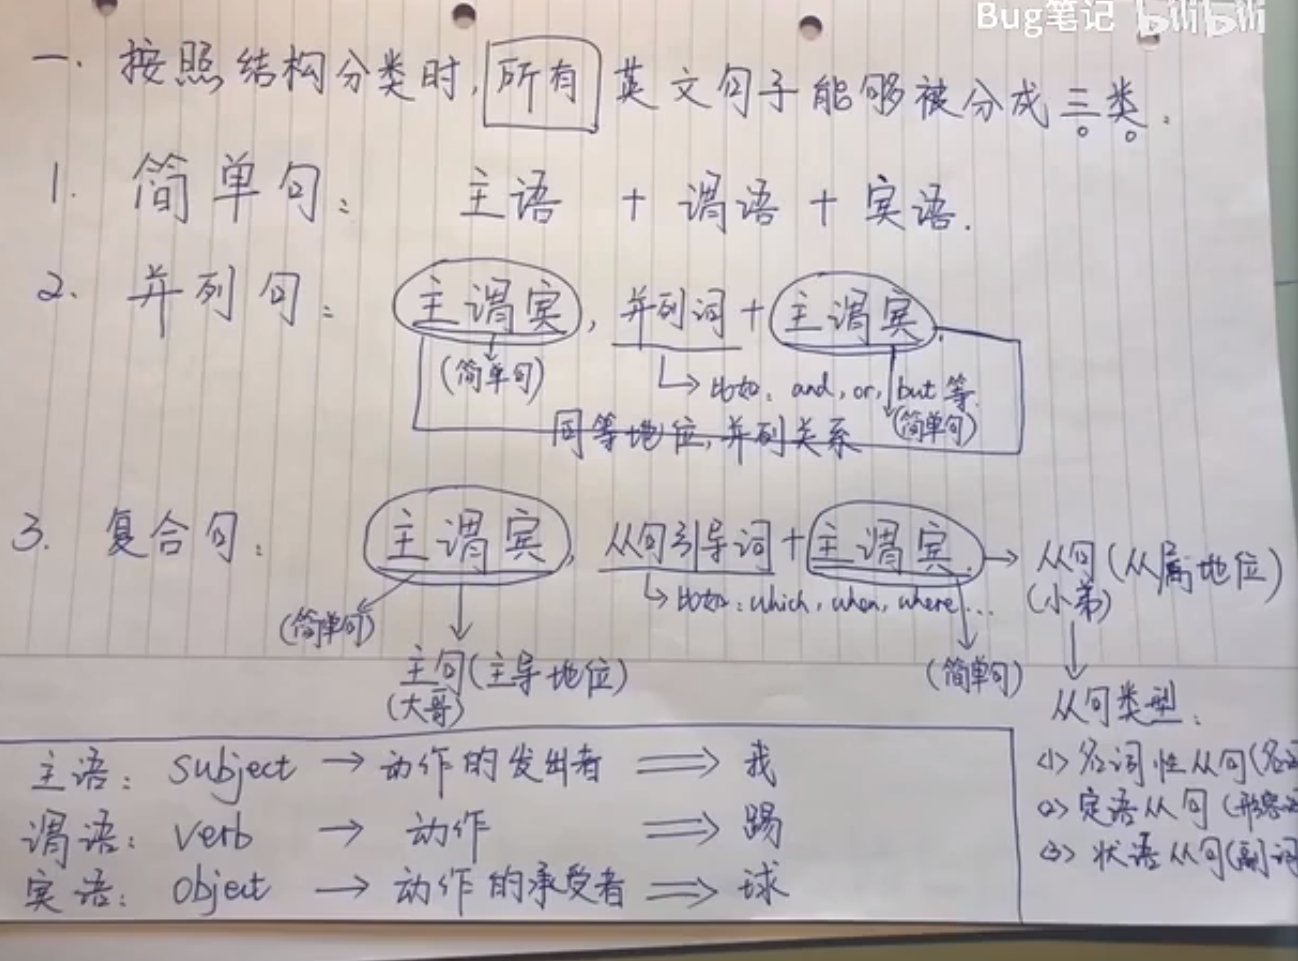 Bug笔记 bilibili
一. 按照结构分类时, 所有 英文句子能够被分成三类.
1. 简单句: 主语 + 谓语 + 宾语.
2. 并列句: 主谓宾, 并列词 + 主谓宾.
(简单句) 比如: and, or, but 等.
同等地位, 并列关系 (简单句)
3. 复合句: 主谓宾, 从句引导词 + 主谓宾. → 从句 (从属地位)
比如: which, when, where... (小弟)
(简单句)
主句 (主导地位) (简单句)
(大哥) 从句类型:
主语: subject → 动作的发出者 ⇒ 我
<1> 名词性从句 (名
谓语: verb → 动作 ⇒ 踢
<2> 定语从句 (形容
<3> 状语从句 (副词
宾语: object → 动作的承受者 ⇒ 球